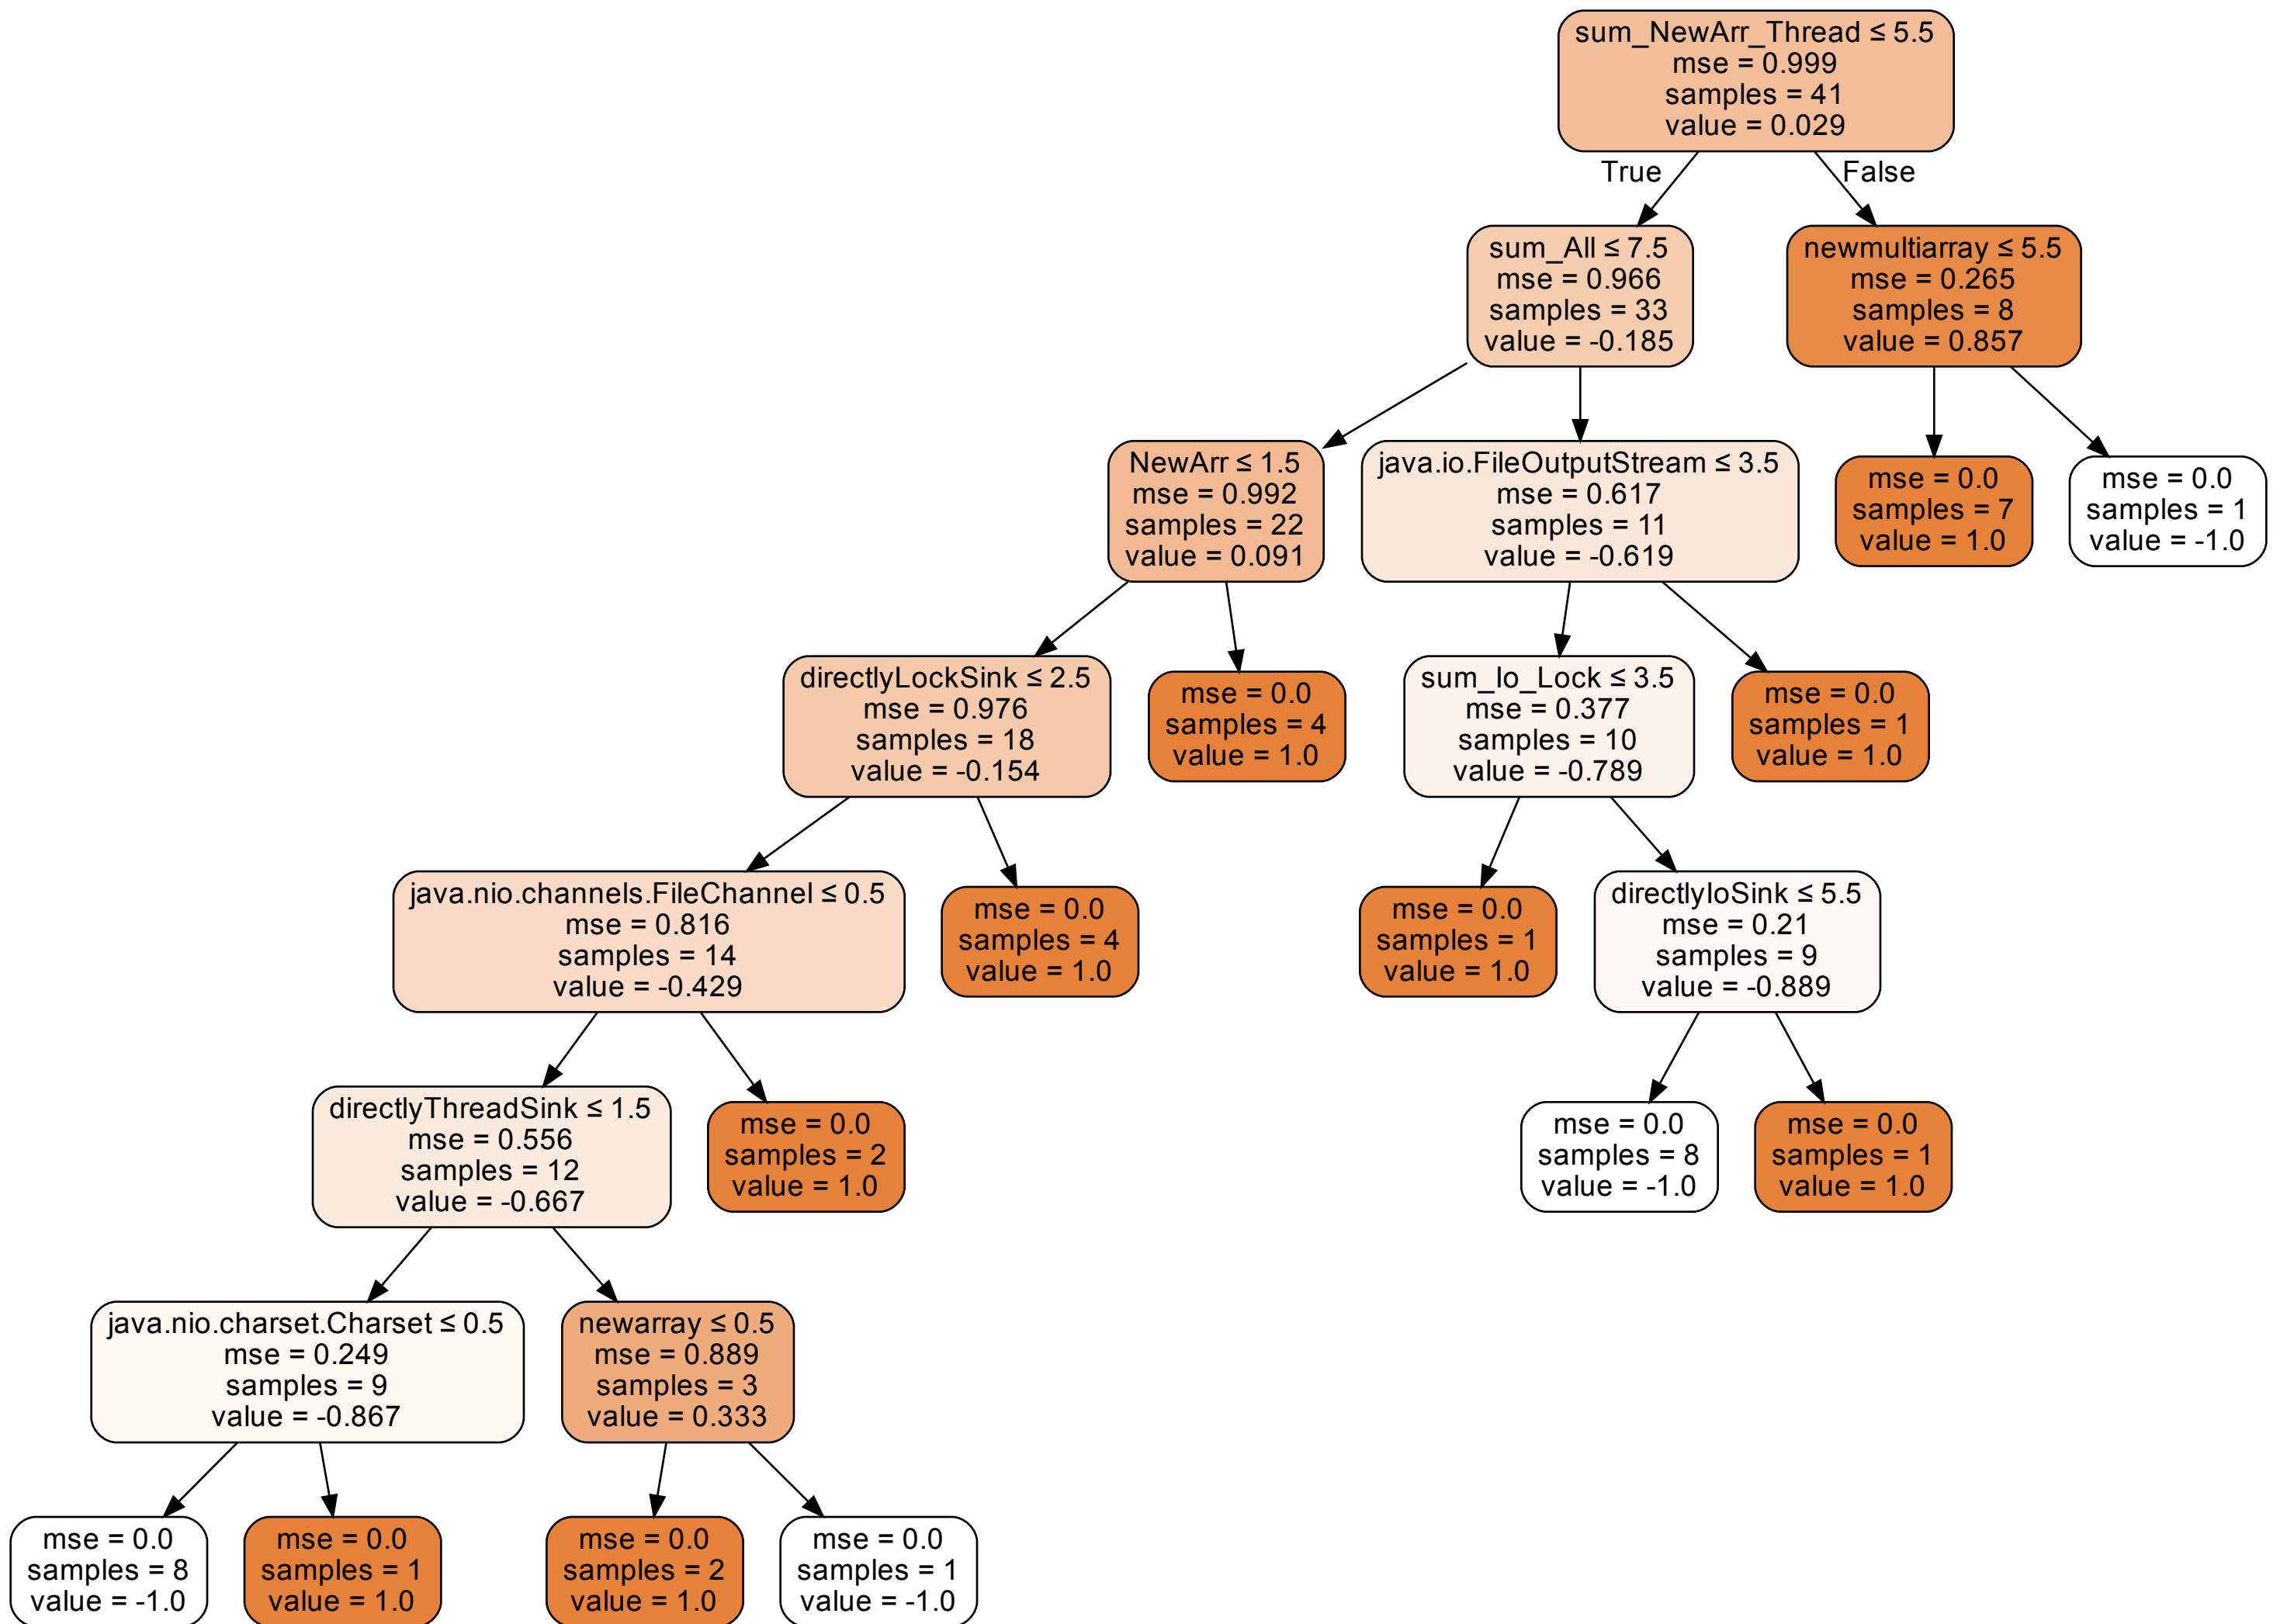 sum_NewArr_Thread ≤ 5.5
mse = 0.999
samples = 41
value = 0.029
True
False
sum_All ≤ 7.5
mse = 0.966
samples = 33
value = -0.185
newmultiarray ≤ 5.5
mse = 0.265
samples = 8
value = 0.857
NewArr ≤ 1.5
mse = 0.992
samples = 22
value = 0.091
java.io.FileOutputStream ≤ 3.5
mse = 0.617
samples = 11
value = -0.619
mse = 0.0
samples = 7
value = 1.0
mse = 0.0
samples = 1
value = -1.0
directlyLockSink ≤ 2.5
mse = 0.976
samples = 18
value = -0.154
mse = 0.0
samples = 4
value = 1.0
sum_Io_Lock ≤ 3.5
mse = 0.377
samples = 10
value = -0.789
mse = 0.0
samples = 1
value = 1.0
java.nio.channels.FileChannel ≤ 0.5
mse = 0.816
samples = 14
value = -0.429
mse = 0.0
samples = 4
value = 1.0
mse = 0.0
samples = 1
value = 1.0
directlyIoSink ≤ 5.5
mse = 0.21
samples = 9
value = -0.889
directlyThreadSink ≤ 1.5
mse = 0.556
samples = 12
value = -0.667
mse = 0.0
samples = 2
value = 1.0
mse = 0.0
samples = 8
value = -1.0
mse = 0.0
samples = 1
value = 1.0
java.nio.charset.Charset ≤ 0.5
mse = 0.249
samples = 9
value = -0.867
newarray ≤ 0.5
mse = 0.889
samples = 3
value = 0.333
mse = 0.0
samples = 8
value = -1.0
mse = 0.0
samples = 1
value = 1.0
mse = 0.0
samples = 2
value = 1.0
mse = 0.0
samples = 1
value = -1.0